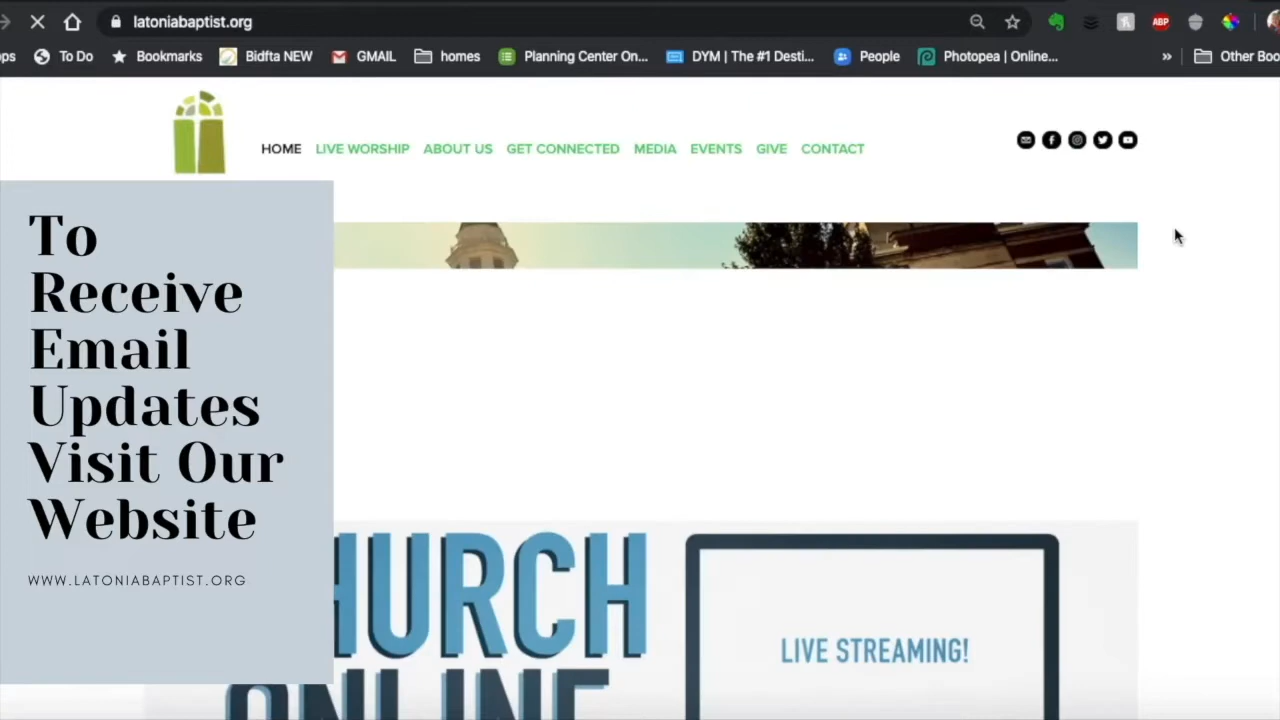 latoniabaptist.org
ABP
To Do
Bookmarks
Bidfta NEW
GMAIL
homes
Planning Center On...
DYM | The #1 Desti...
People
Photopea | Online...
»
Other Boo
HOME
LIVE WORSHIP
ABOUT US
GET CONNECTED
MEDIA
EVENTS
GIVE
CONTACT
To
Receive
Email
Updates
Visit Our
Website
WWW.LATONIABAPTIST.ORG
HURCH
ONLINE
LIVE STREAMING!